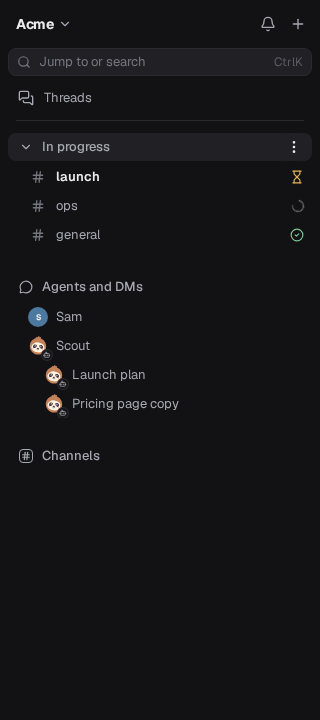 Acme
Jump to or search CtrlK
Threads
In progress
launch
ops
general
Agents and DMs
S Sam
Scout
Launch plan
Pricing page copy
Channels